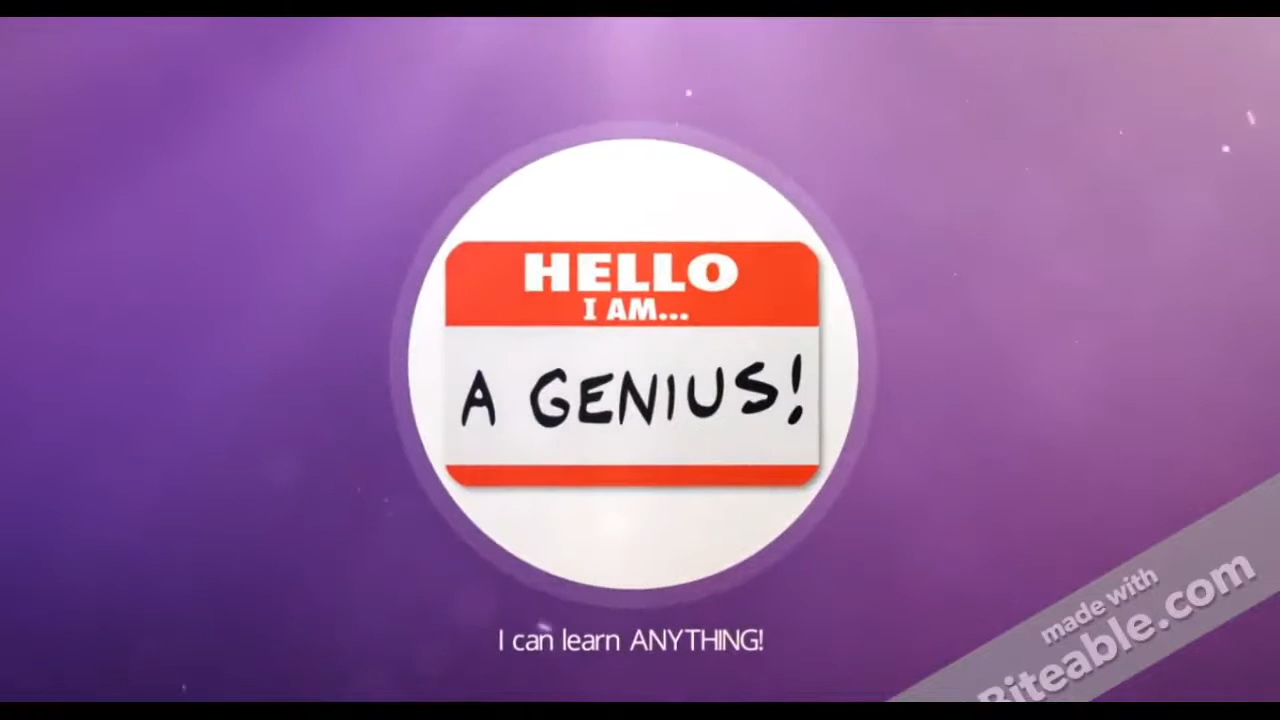 HELLO
I AM...
A GENIUS!
I can learn ANYTHING!
made with
Biteable.com